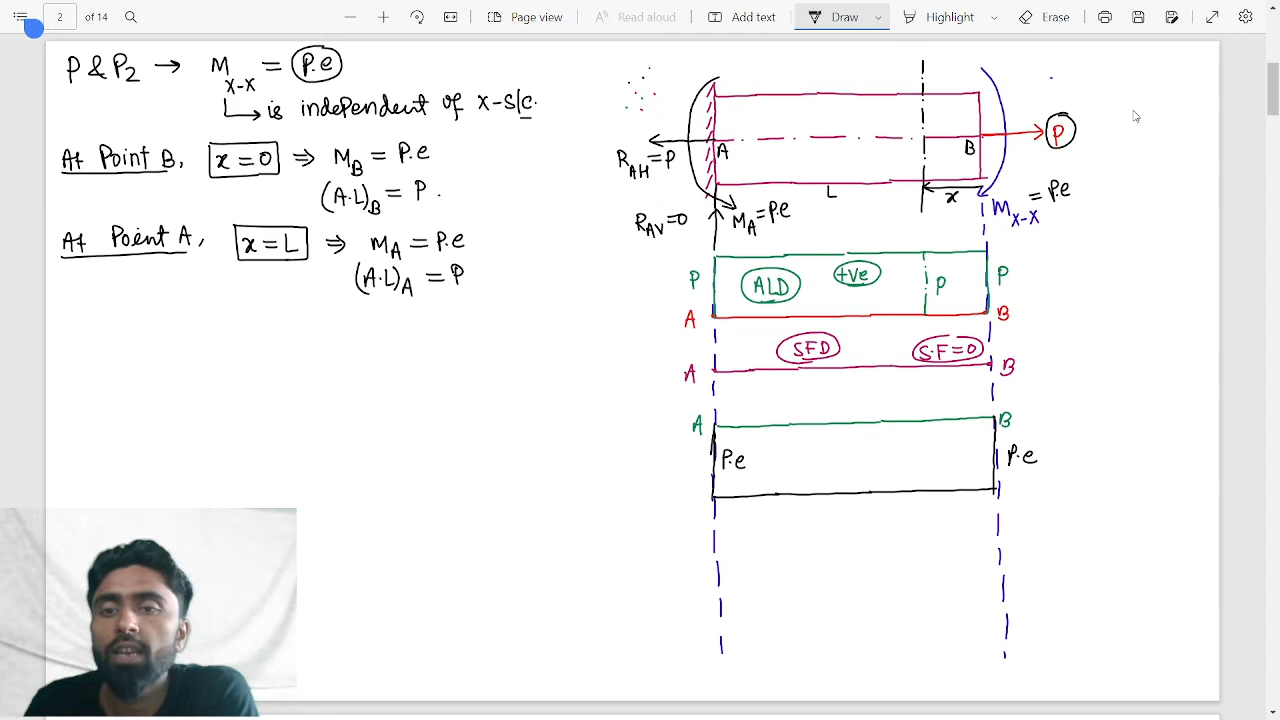 2 of 14 Page view Read aloud Add text Draw Highlight Erase
P & P2 → M x-x = P.e
↳ is independent of x-s/c.
At Point B, x=0 ⇒ MB = P.e
(A.L)B = P.
At Point A, x=L ⇒ MA = P.e
(A.L)A = P
RAH=P A B P
L x
RAV=0 MA=P.e M x-x = P.e
P ALD +ve P P
A B
SFD S.F=0
A B
A B
P.e P.e